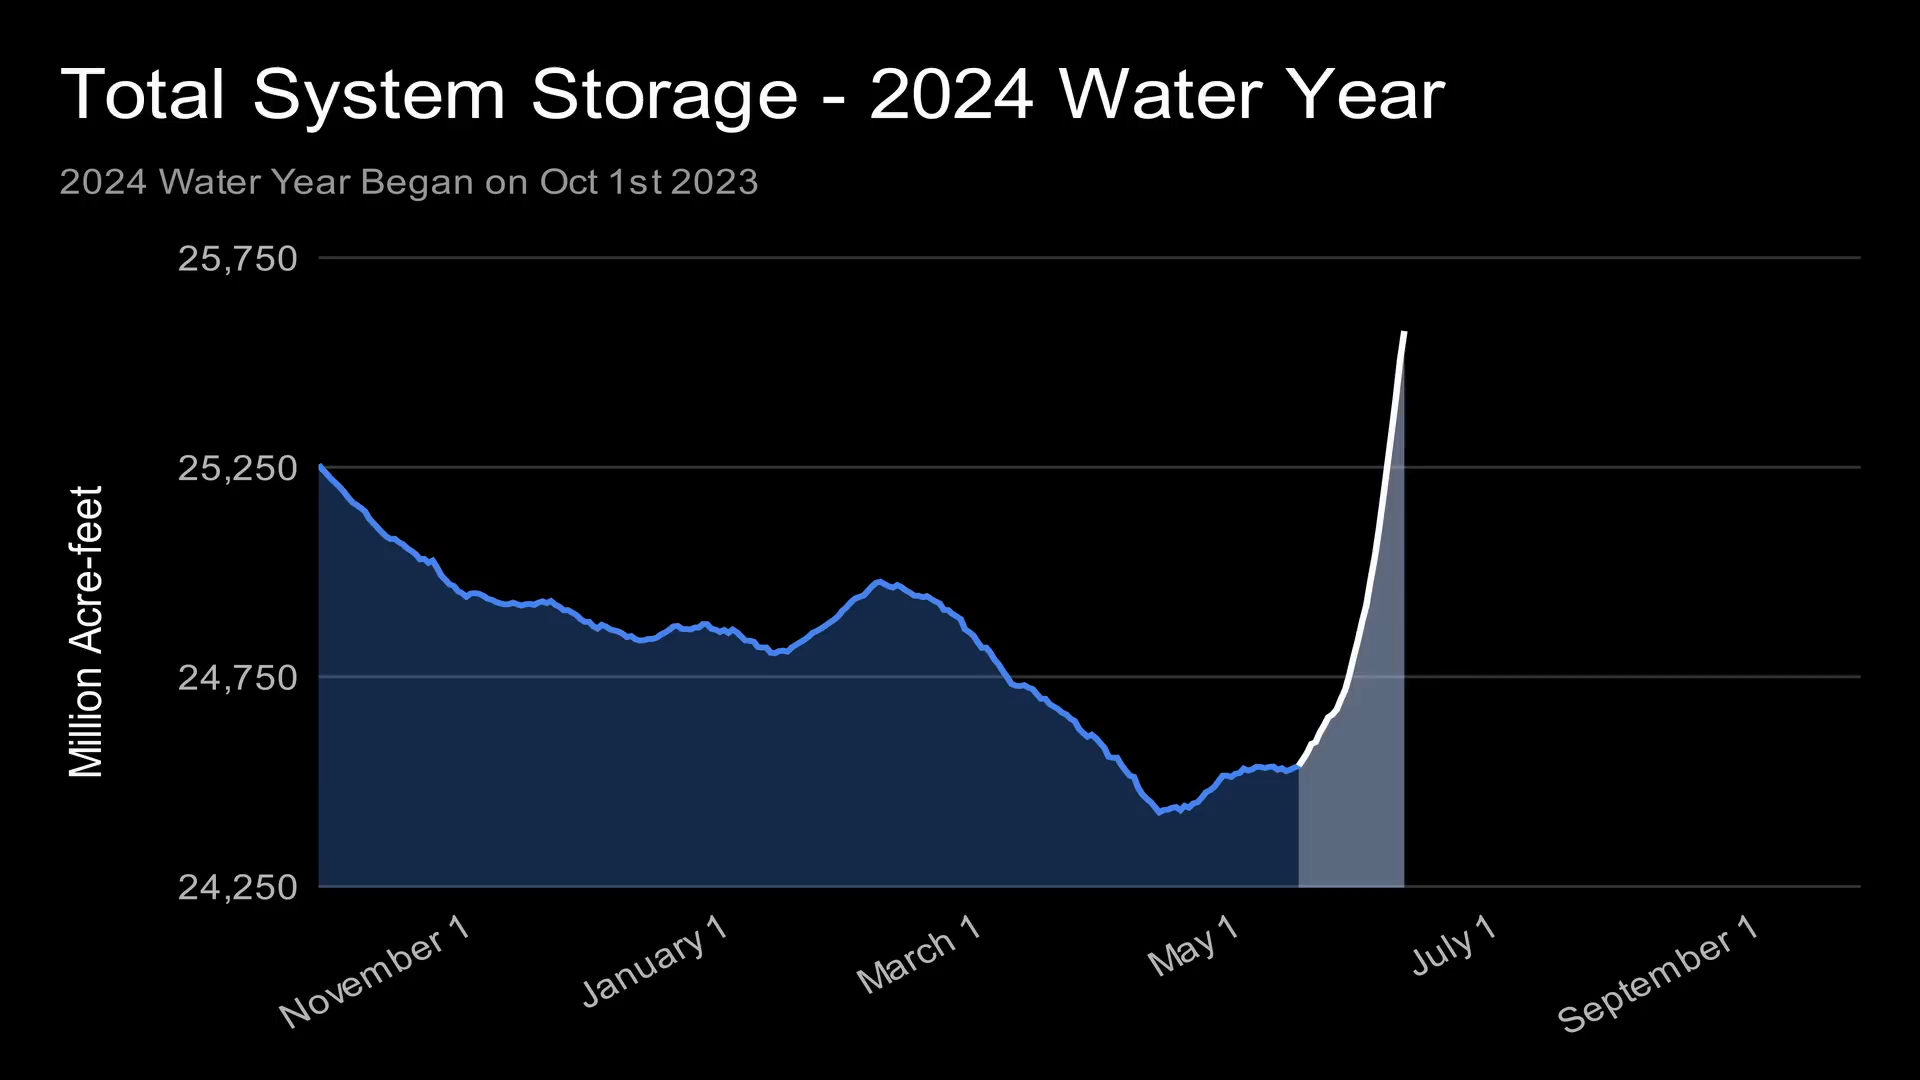 Total System Storage - 2024 Water Year
2024 Water Year Began on Oct 1st 2023
Million Acre-feet
25,750
25,250
24,750
24,250
November 1
January 1
March 1
May 1
July 1
September 1